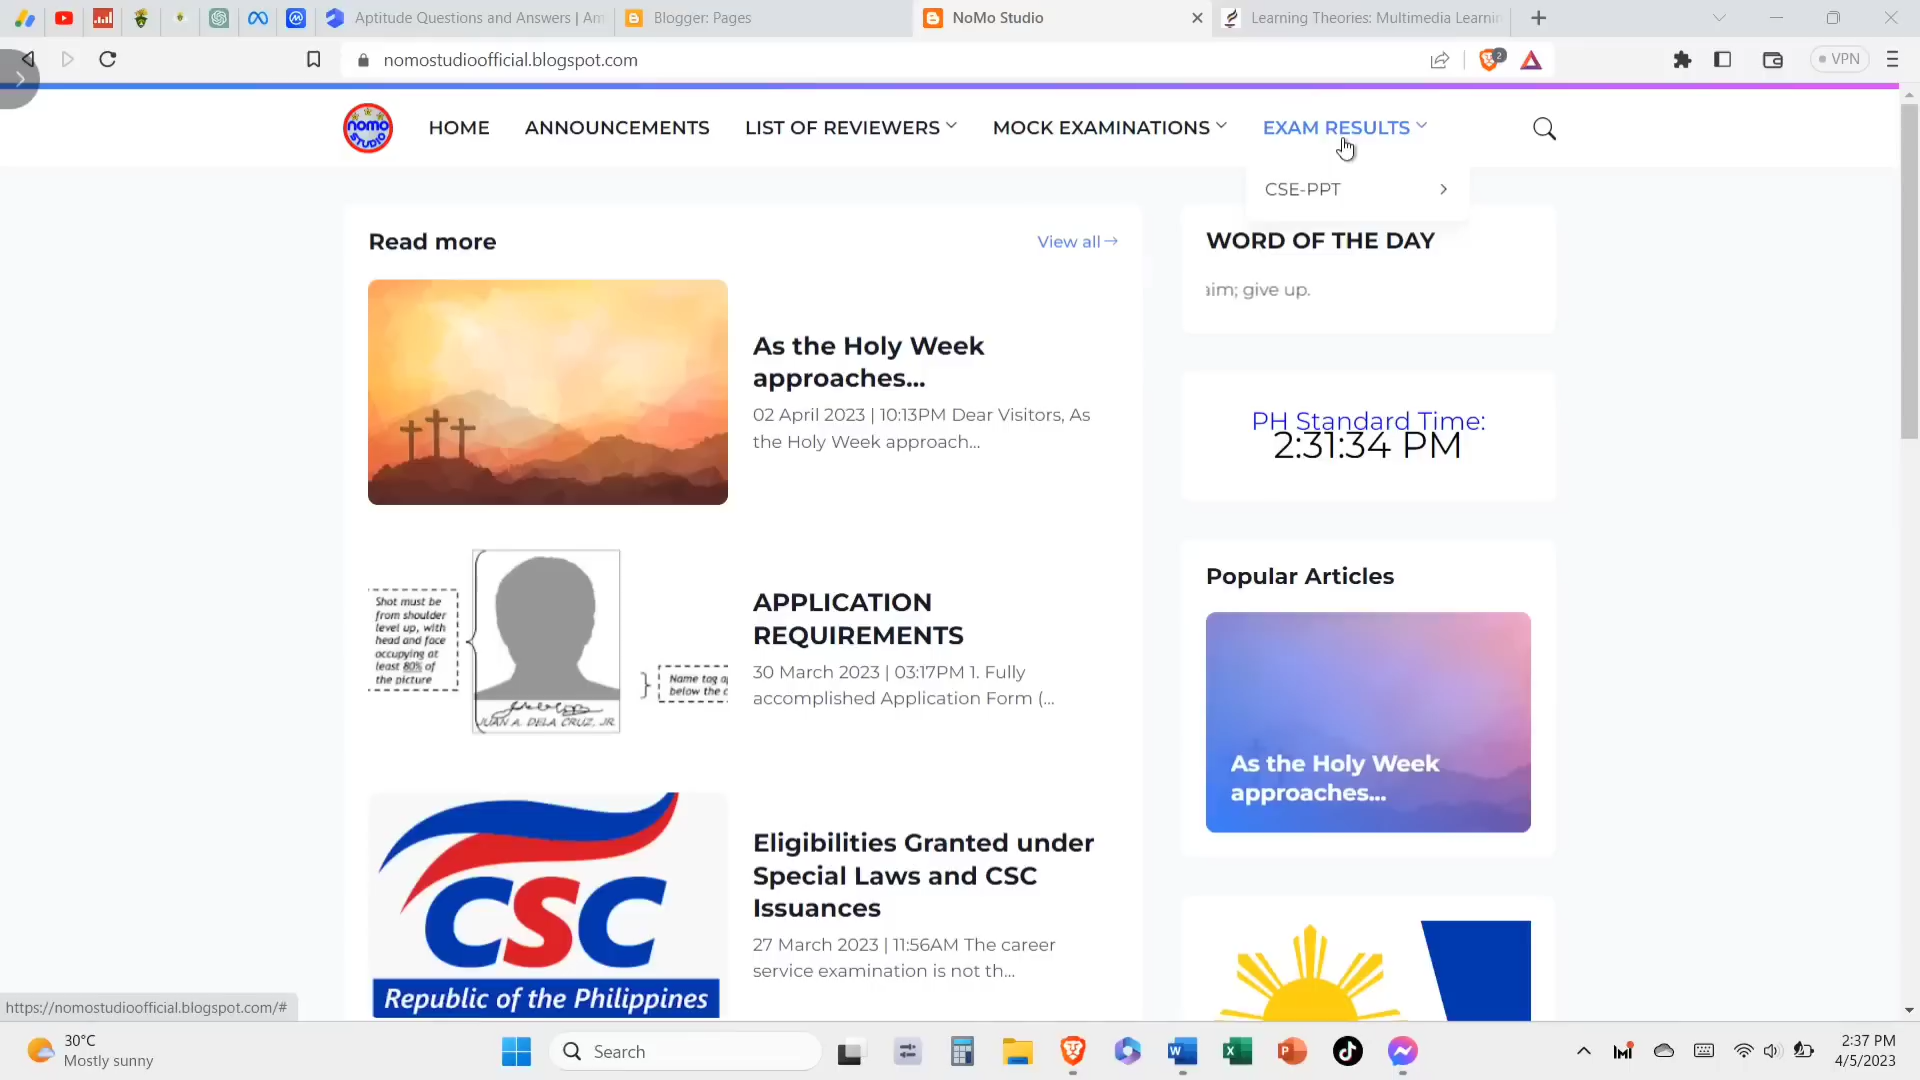 Aptitude Questions and Answers | Am
Blogger: Pages
NoMo Studio
Learning Theories: Multimedia Learnin
nomostudioofficial.blogspot.com
2
VPN
nomo
STUDIO
HOME
ANNOUNCEMENTS
LIST OF REVIEWERS
MOCK EXAMINATIONS
EXAM RESULTS
CSE-PPT
Read more
View all
WORD OF THE DAY
aim; give up.
As the Holy Week
approaches...
02 April 2023 | 10:13PM Dear Visitors, As
the Holy Week approach...
PH Standard Time:
2:31:34 PM
Shot must be
from shoulder
level up, with
head and face
occupying at
least 80% of
the picture
Name tag a
below the c
JUAN A. DELA CRUZ, JR.
APPLICATION
REQUIREMENTS
30 March 2023 | 03:17PM 1. Fully
accomplished Application Form (...
Popular Articles
As the Holy Week
approaches...
CSC
Republic of the Philippines
Eligibilities Granted under
Special Laws and CSC
Issuances
27 March 2023 | 11:56AM The career
service examination is not th...
https://nomostudioofficial.blogspot.com/#
30°C
Mostly sunny
Search
2:37 PM
4/5/2023